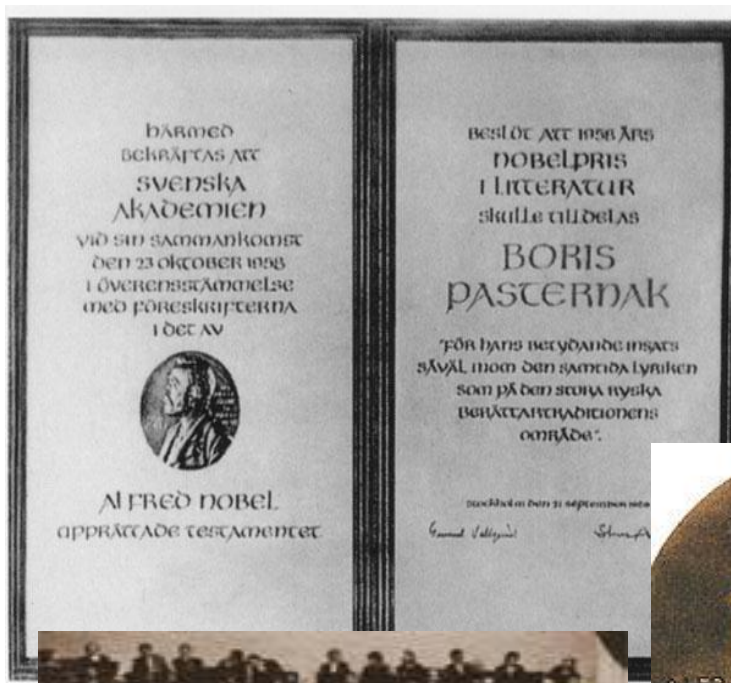 HÄRMED
BEKRÄFTAS ATT
SVENSKA
AKADEMIEN
VID SIN SAMMANKOMST
DEN 23 OKTOBER 1958
I ÖVERENSSTÄMMELSE
MED FÖRESKRIFTERNA
I DET AV
ALFRED NOBEL
UPPRÄTTADE TESTAMENTET
BESLÖT ATT 1958 ÅRS
NOBELPRIS
I LITTERATUR
SKULLE TILLDELAS
BORIS
PASTERNAK
"FÖR HANS BETYDANDE INSATS
SÅVÄL INOM DEN SAMTIDA LYRIKEN
SOM PÅ DEN STORA RYSKA
BERÄTTARTRADITIONENS
OMRÅDE".
STOCKHOLM DEN SEPTEMBER